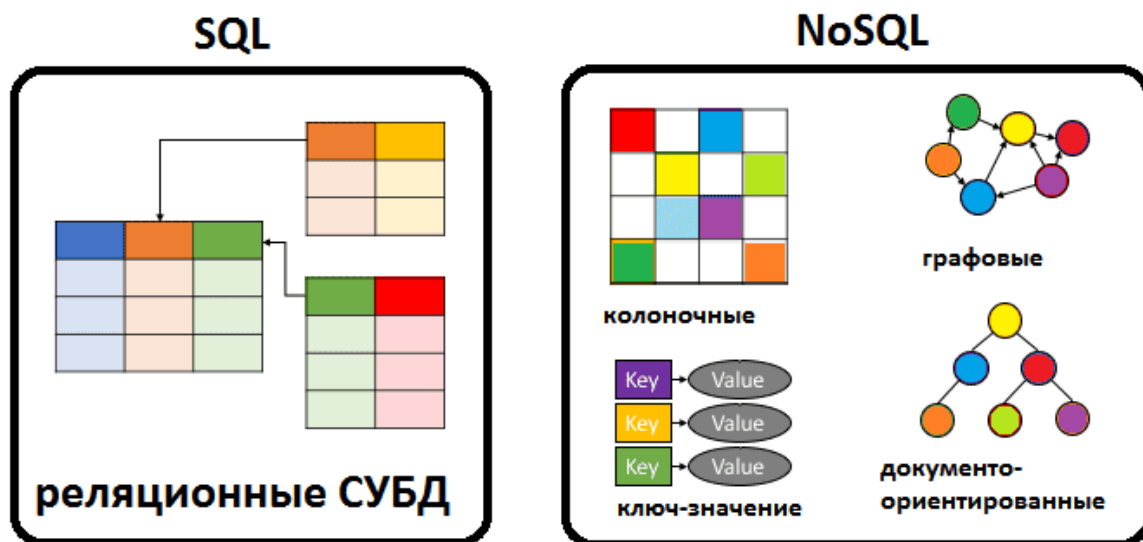 SQL
реляционные СУБД
NoSQL
колоночные
графовые
Key Value
Key Value
Key Value
ключ-значение
документо-
ориентированные